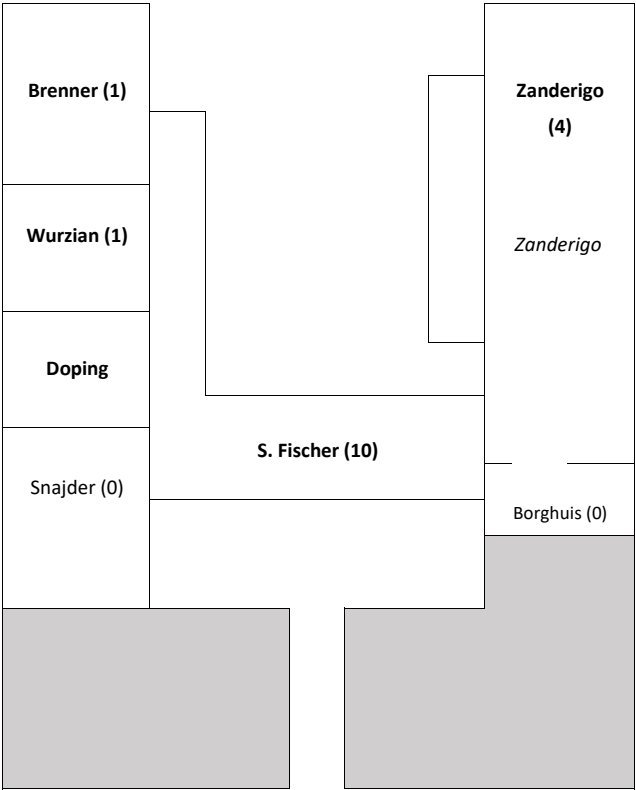 Brenner (1)
Zanderigo
(4)
Wurzian (1)
Zanderigo
Doping
S. Fischer (10)
Snajder (0)
Borghuis (0)